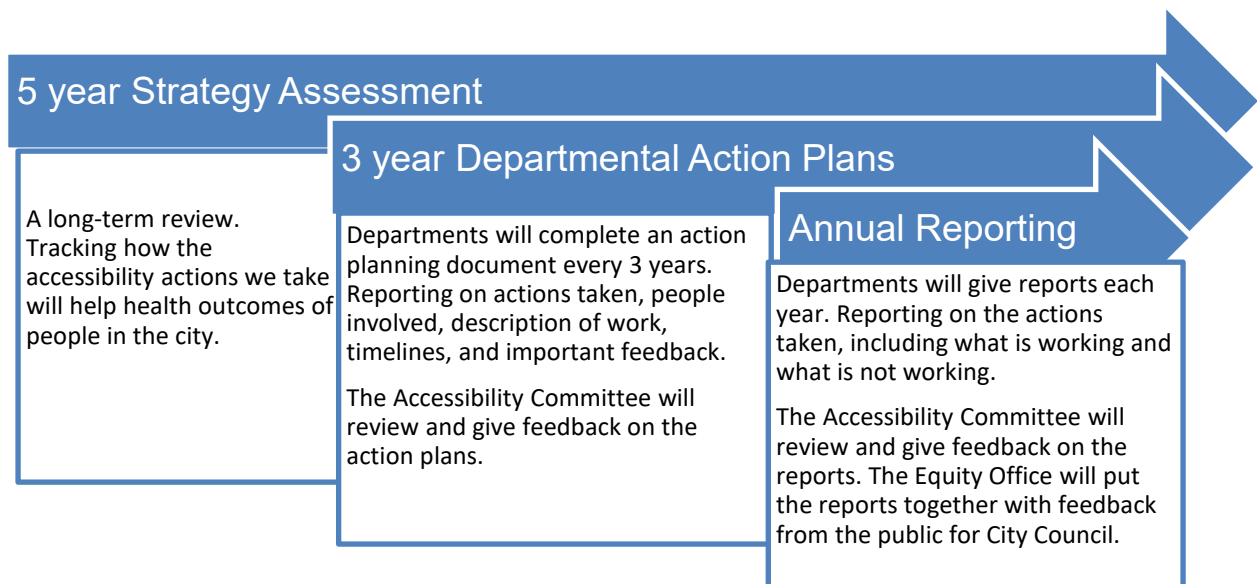 5 year Strategy Assessment
A long-term review.
Tracking how the
accessibility actions we take
will help health outcomes of
people in the city.
3 year Departmental Action Plans
Departments will complete an action
planning document every 3 years.
Reporting on actions taken, people
involved, description of work,
timelines, and important feedback.
The Accessibility Committee will
review and give feedback on the
action plans.
Annual Reporting
Departments will give reports each
year. Reporting on the actions
taken, including what is working and
what is not working.
The Accessibility Committee will
review and give feedback on the
reports. The Equity Office will put
the reports together with feedback
from the public for City Council.